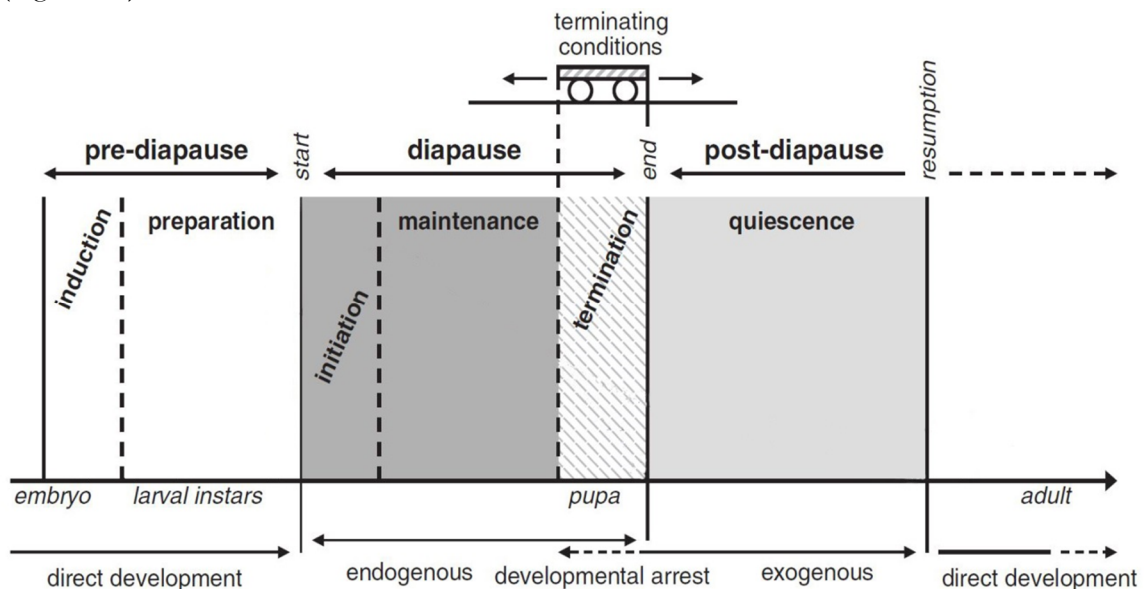 terminating
conditions
pre-diapause
start
diapause
end
post-diapause
resumption
induction
preparation
initiation
maintenance
termination
quiescence
embryo
larval instars
pupa
adult
direct development
endogenous
developmental arrest
exogenous
direct development